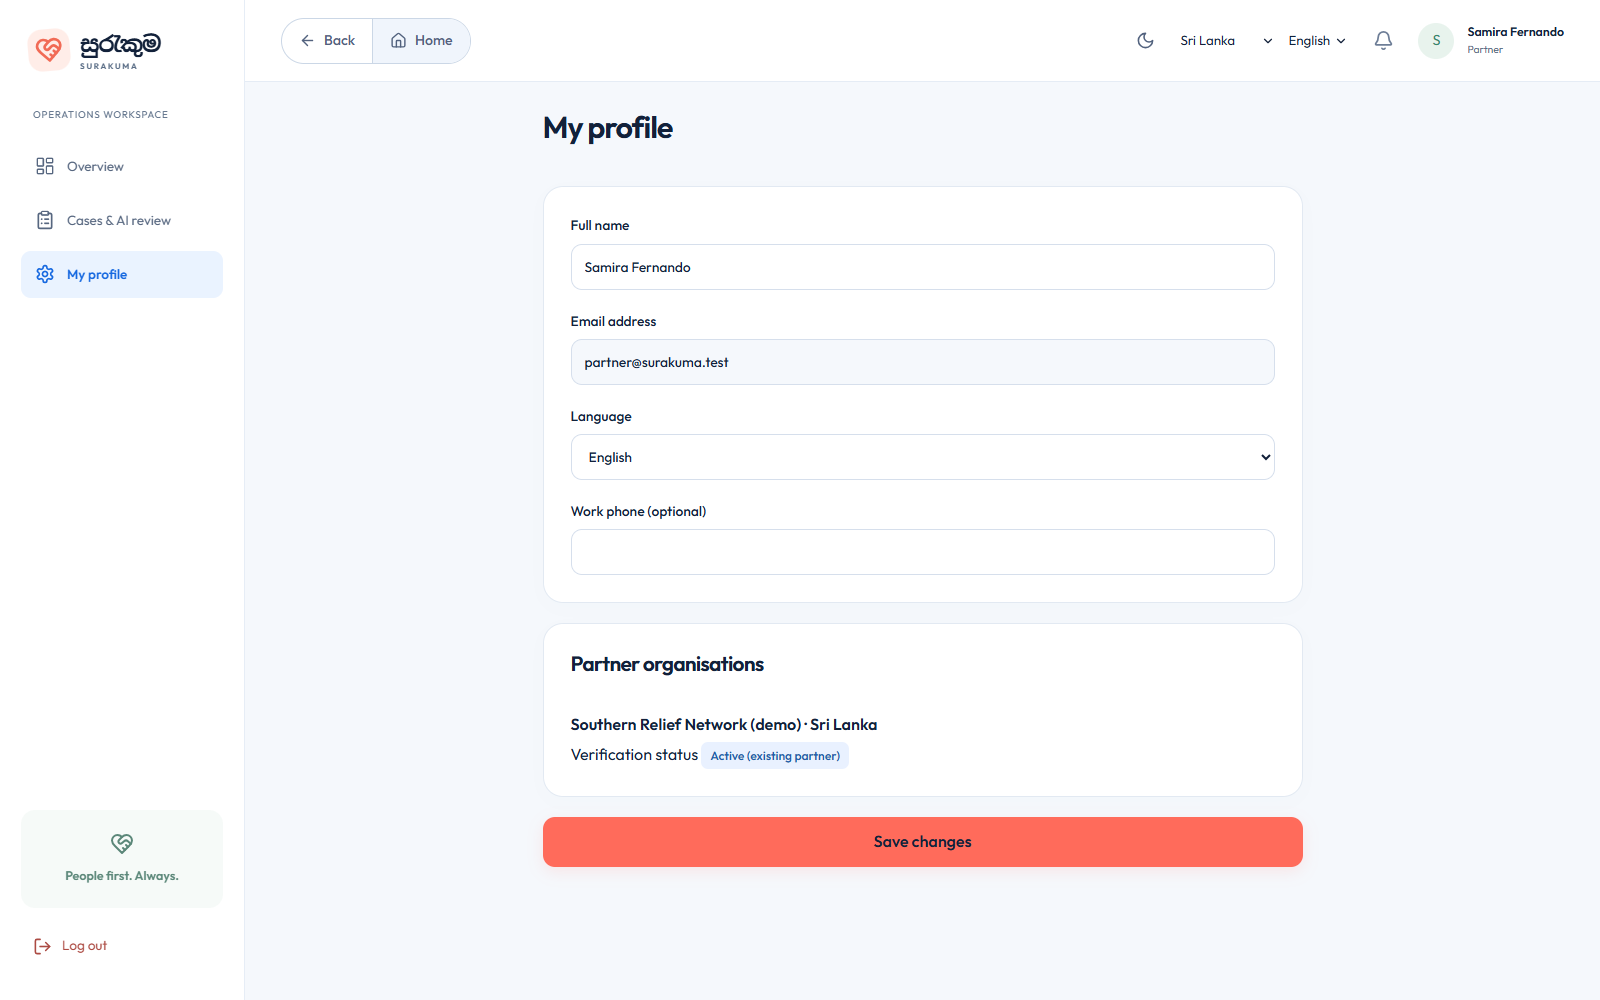 සුරැකුම
SURAKUMA
Back
Home
Sri Lanka
English
S
Samira Fernando
Partner
OPERATIONS WORKSPACE
Overview
Cases & AI review
My profile
My profile
Full name
Samira Fernando
Email address
partner@surakuma.test
Language
English
Work phone (optional)
Partner organisations
Southern Relief Network (demo) · Sri Lanka
Verification status Active (existing partner)
Save changes
People first. Always.
Log out